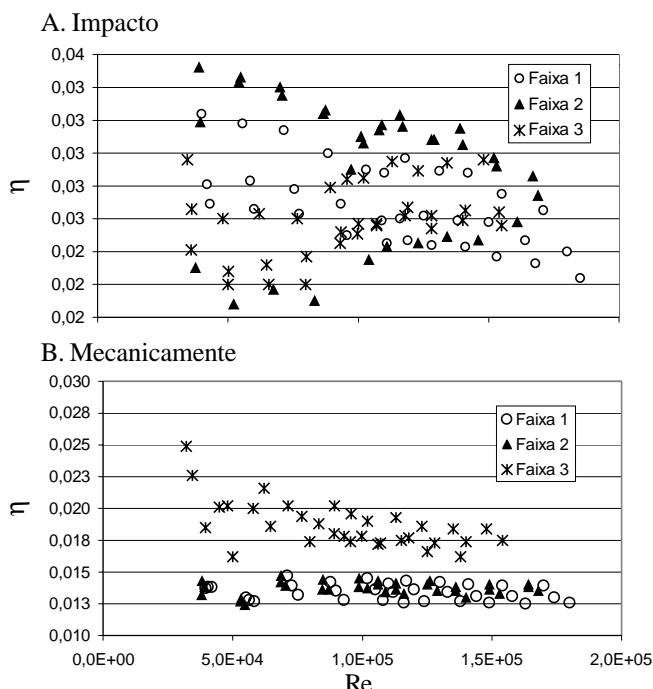 A. Impacto
0,04
0,03
0,03
0,03
0,03
0,03
0,02
0,02
0,02
η
Faixa 1
Faixa 2
Faixa 3
B. Mecanicamente
0,030
0,028
0,025
0,023
0,020
0,018
0,015
0,013
0,010
η
Faixa 1
Faixa 2
Faixa 3
0,0E+00
5,0E+04
1,0E+05
1,5E+05
2,0E+05
Re